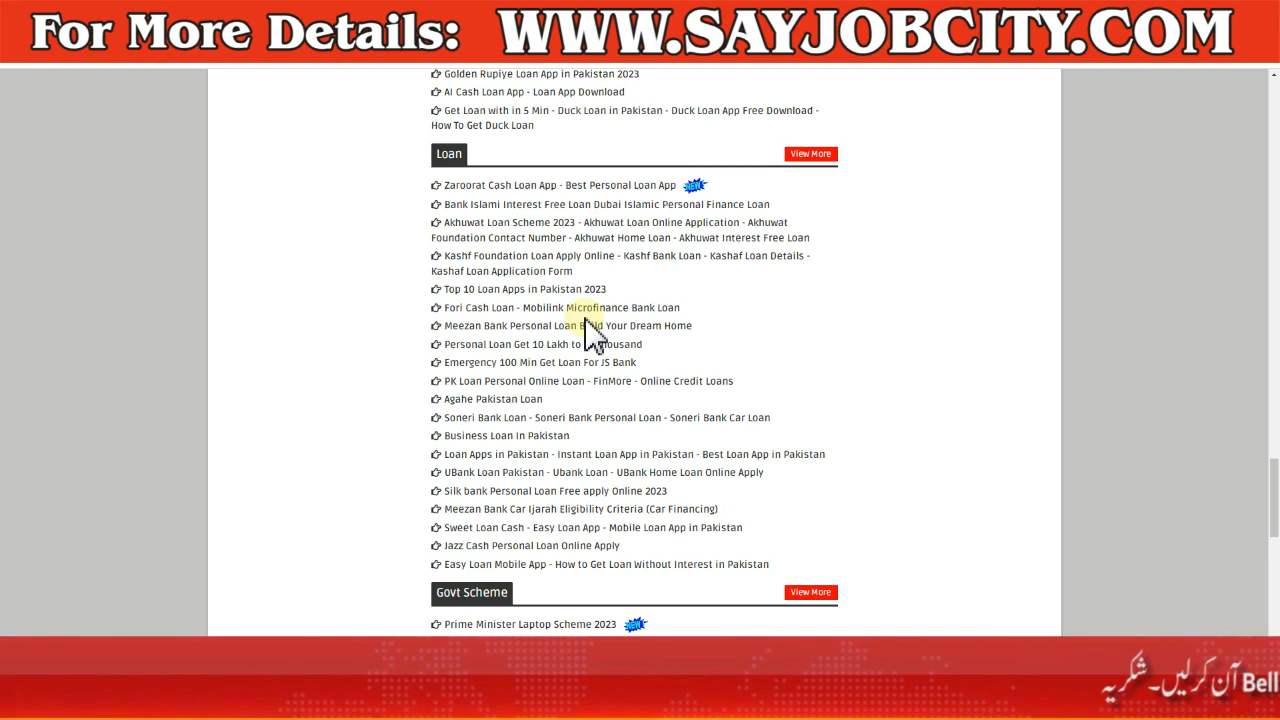 For More Details: WWW.SAYJOBCITY.COM
Golden Rupiye Loan App in Pakistan 2023
AI Cash Loan App - Loan App Download
Get Loan with in 5 Min - Duck Loan in Pakistan - Duck Loan App Free Download -
How To Get Duck Loan
Loan View More
Zaroorat Cash Loan App - Best Personal Loan App NEW
Bank Islami Interest Free Loan Dubai Islamic Personal Finance Loan
Akhuwat Loan Scheme 2023 - Akhuwat Loan Online Application - Akhuwat
Foundation Contact Number - Akhuwat Home Loan - Akhuwat Interest Free Loan
Kashf Foundation Loan Apply Online - Kashf Bank Loan - Kashaf Loan Details -
Kashaf Loan Application Form
Top 10 Loan Apps in Pakistan 2023
Fori Cash Loan - Mobilink Microfinance Bank Loan
Meezan Bank Personal Loan Build Your Dream Home
Personal Loan Get 10 Lakh to
Emergency 100 Min Get Loan For JS Bank
PK Loan Personal Online Loan - FinMore - Online Credit Loans
Agahe Pakistan Loan
Soneri Bank Loan - Soneri Bank Personal Loan - Soneri Bank Car Loan
Business Loan In Pakistan
Loan Apps in Pakistan - Instant Loan App in Pakistan - Best Loan App in Pakistan
UBank Loan Pakistan - Ubank Loan - UBank Home Loan Online Apply
Silk bank Personal Loan Free apply Online 2023
Meezan Bank Car Ijarah Eligibility Criteria (Car Financing)
Sweet Loan Cash - Easy Loan App - Mobile Loan App in Pakistan
Jazz Cash Personal Loan Online Apply
Easy Loan Mobile App - How to Get Loan Without Interest in Pakistan
Govt Scheme View More
Prime Minister Laptop Scheme 2023 NEW
Bell آن کرلیں۔ شکریہ